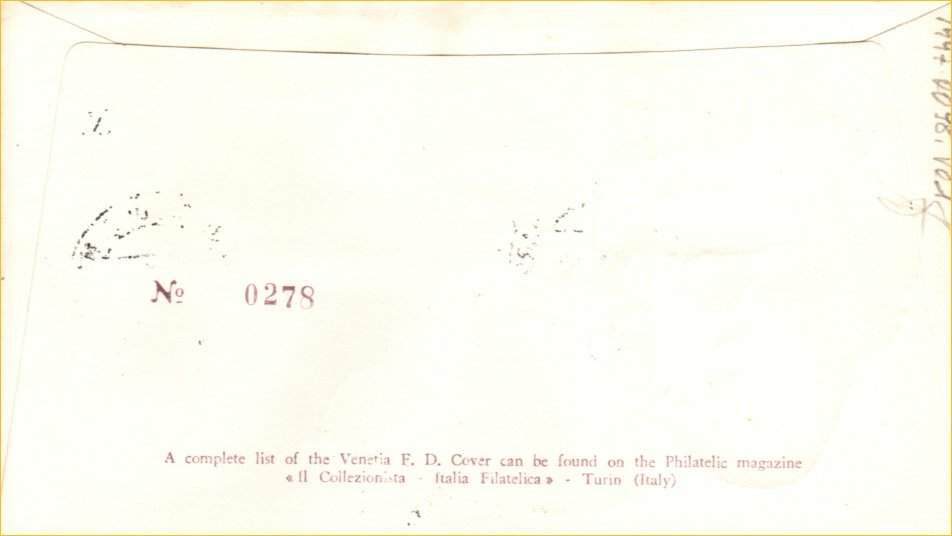 № 0278
A complete list of the Venetia F. D. Cover can be found on the Philatelic magazine
« Il Collezionista - Italia Filatelica » - Turin (Italy)